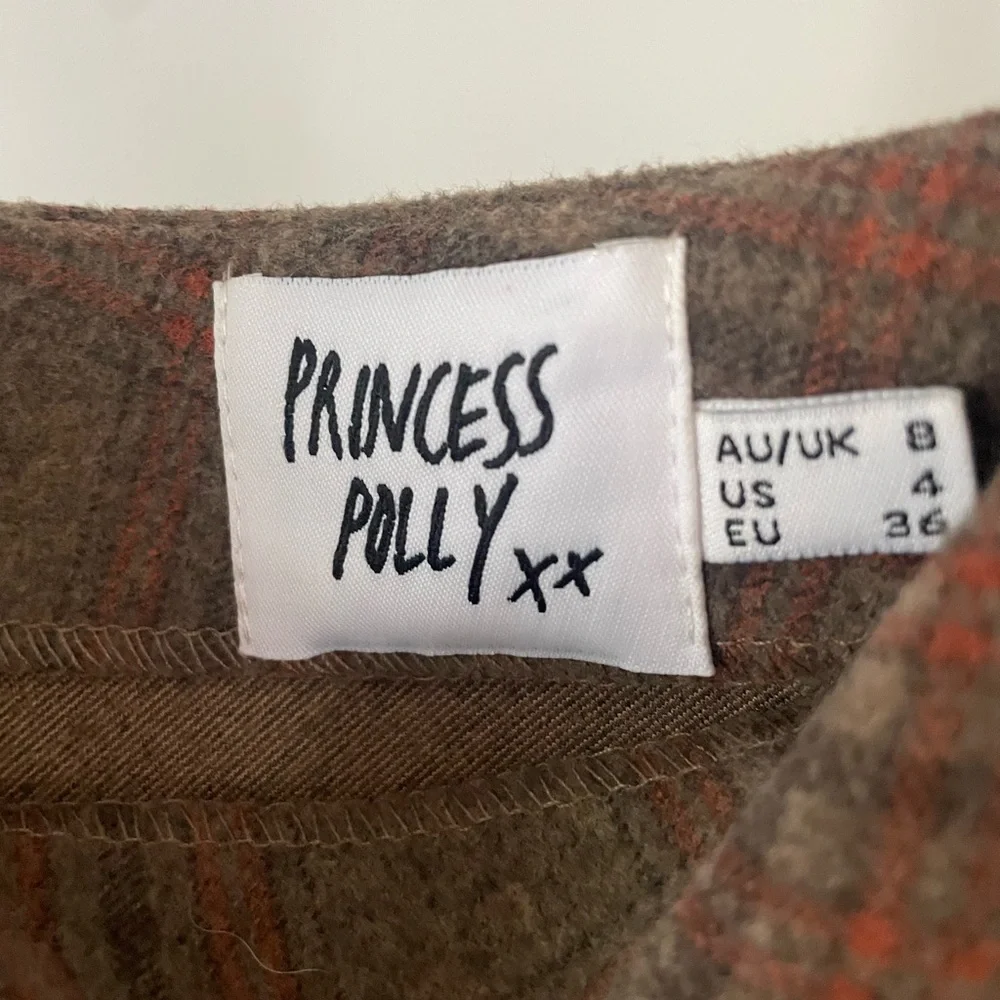 PRINCESS
POLLY xx
AU/UK 8
US 4
EU 36